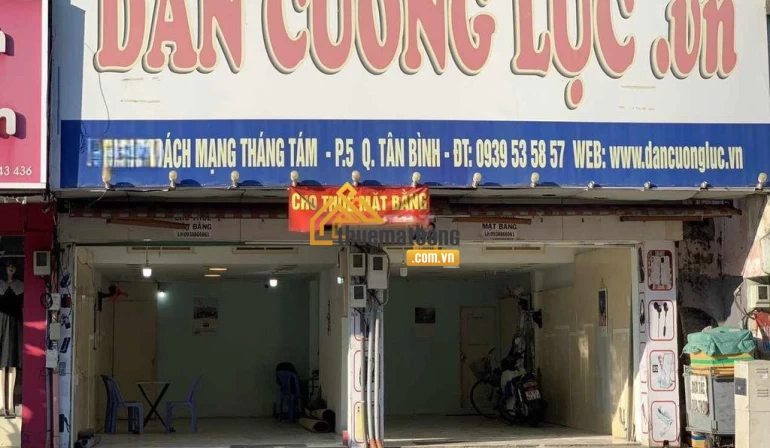 DÂN CƯỜNG LỰC .vn
CÁCH MẠNG THÁNG TÁM - P.5 Q. TÂN BÌNH - ĐT: 0939 53 58 57 WEB: www.dancuongluc.vn
43 436
CHO THUÊ MẶT BẰNG
MẶT BẰNG
MẶT BẰNG
thuematbang
.com.vn